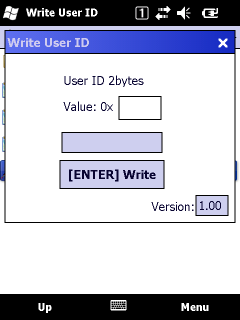 Write User ID
1
Write User ID
User ID 2bytes
Value: 0x
[ENTER] Write
Version: 1.00
Up
Menu